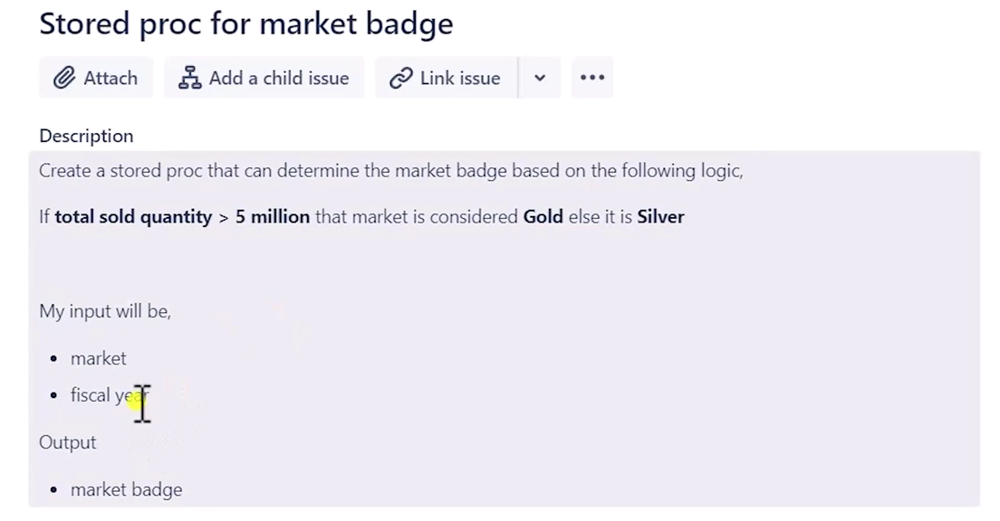 Stored proc for market badge
Attach
Add a child issue
Link issue
Description
Create a stored proc that can determine the market badge based on the following logic,
If total sold quantity > 5 million that market is considered Gold else it is Silver
My input will be,
• market
• fiscal year
Output
• market badge